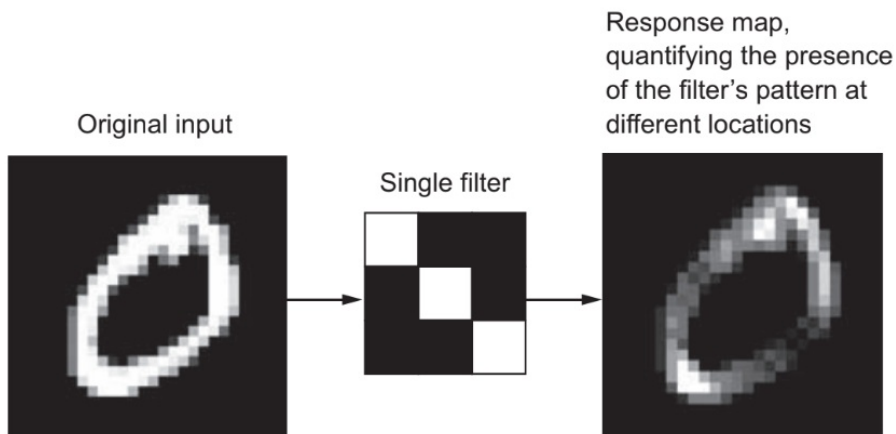 Original input
Single filter
Response map,
quantifying the presence
of the filter's pattern at
different locations